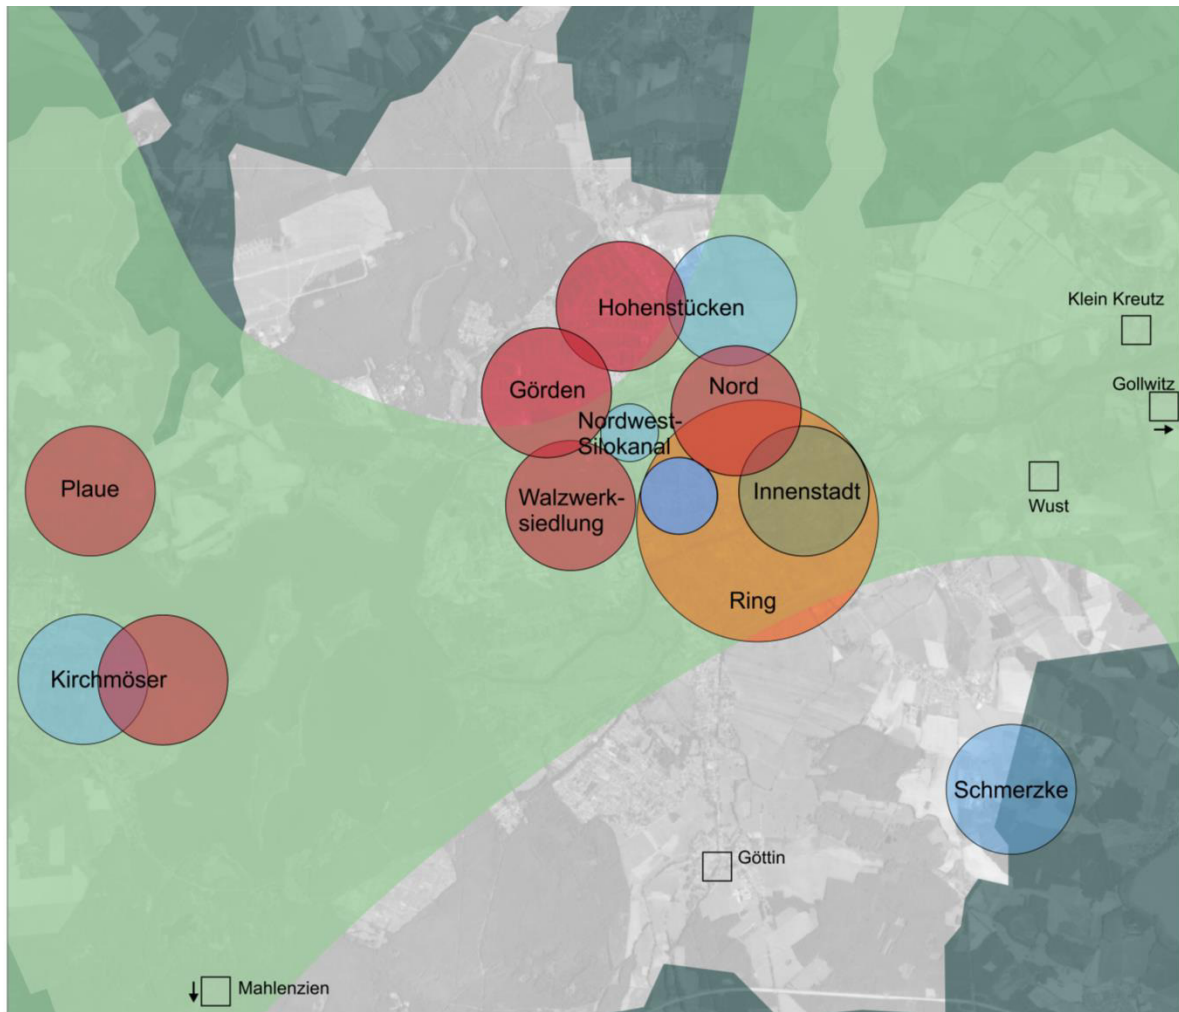 Klein Kreutz
Hohenstücken
Gollwitz
Görden
Nord
Nordwest-
Silokanal
Plaue
Walzwerk-
siedlung
Innenstadt
Wust
Ring
Kirchmöser
Schmerzke
Göttin
Mahlenzien